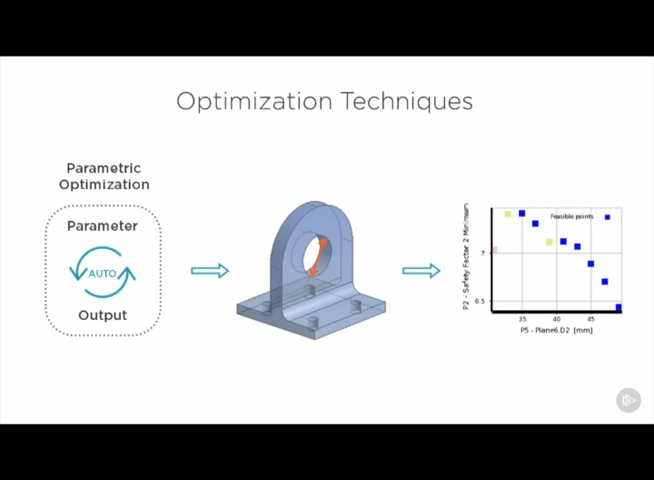 Optimization Techniques
Parametric
Optimization
Parameter
AUTO
Output
P2 - Safety Factor 2 Minimum
Feasible points
7
6.5
35 40 45
P5 - Plane6.D2 [mm]